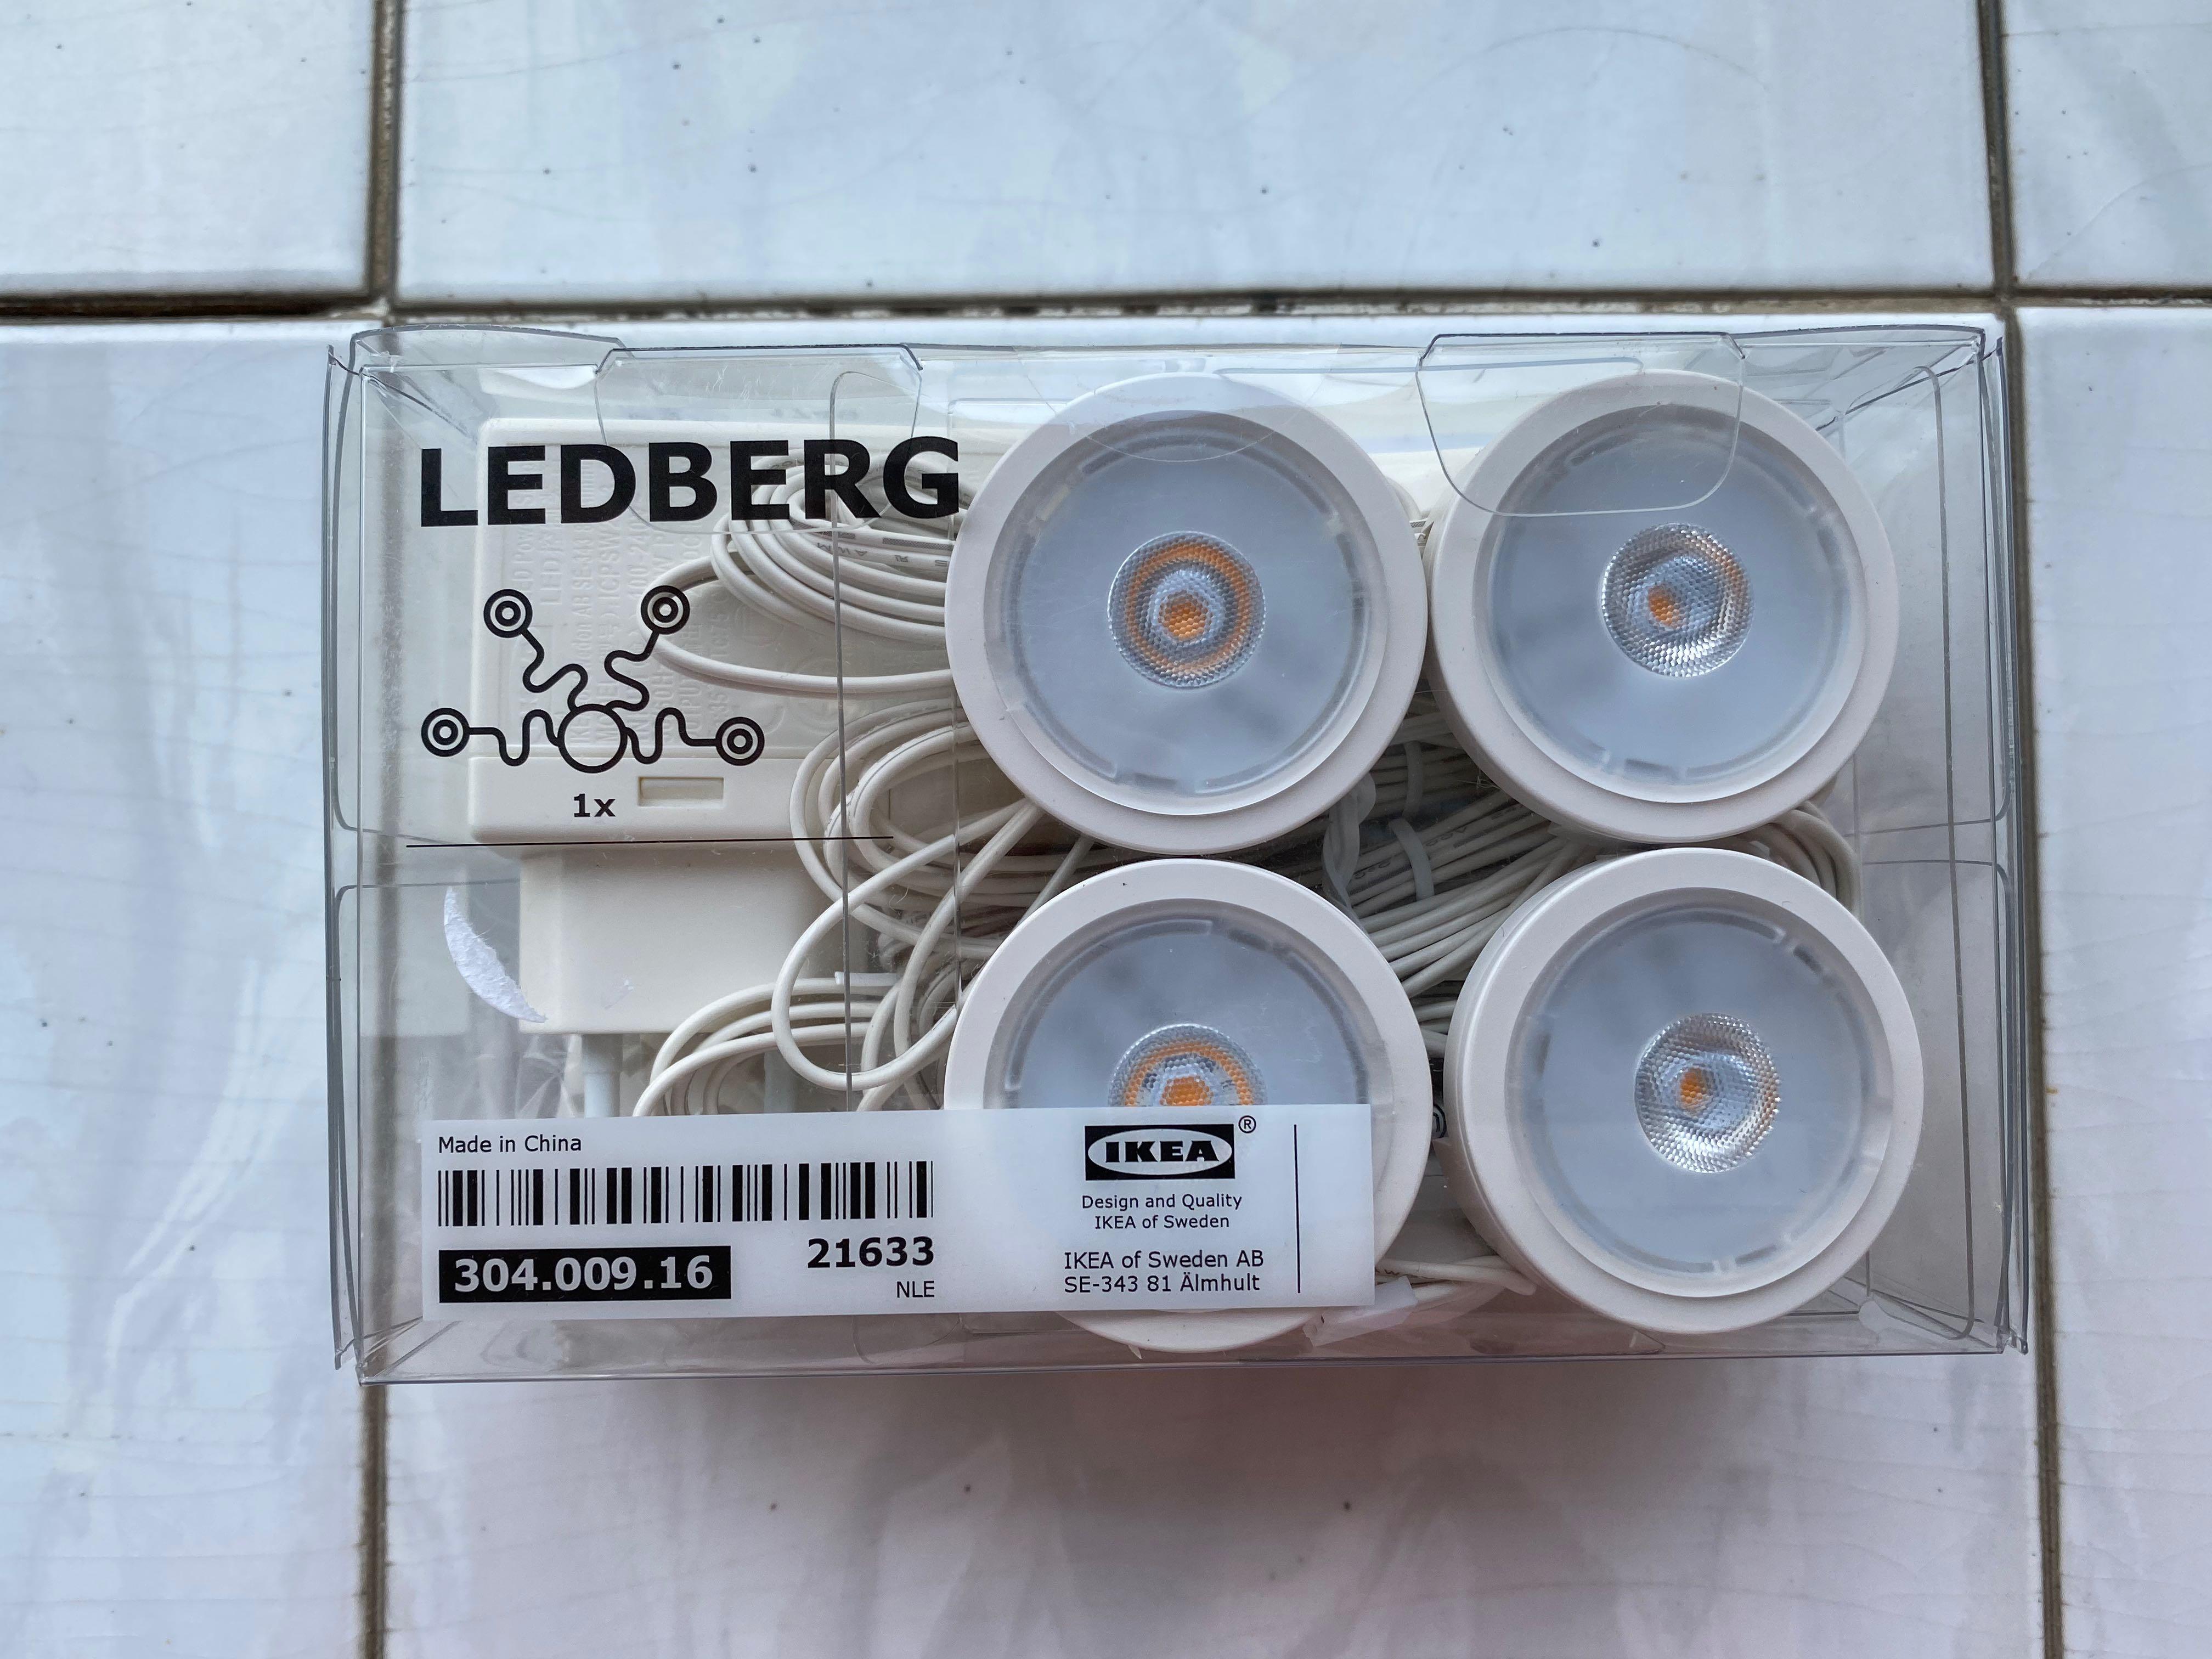 LEDBERG
1x
Made in China
304.009.16
21633
NLE
IKEA®
Design and Quality
IKEA of Sweden
IKEA of Sweden AB
SE-343 81 Älmhult